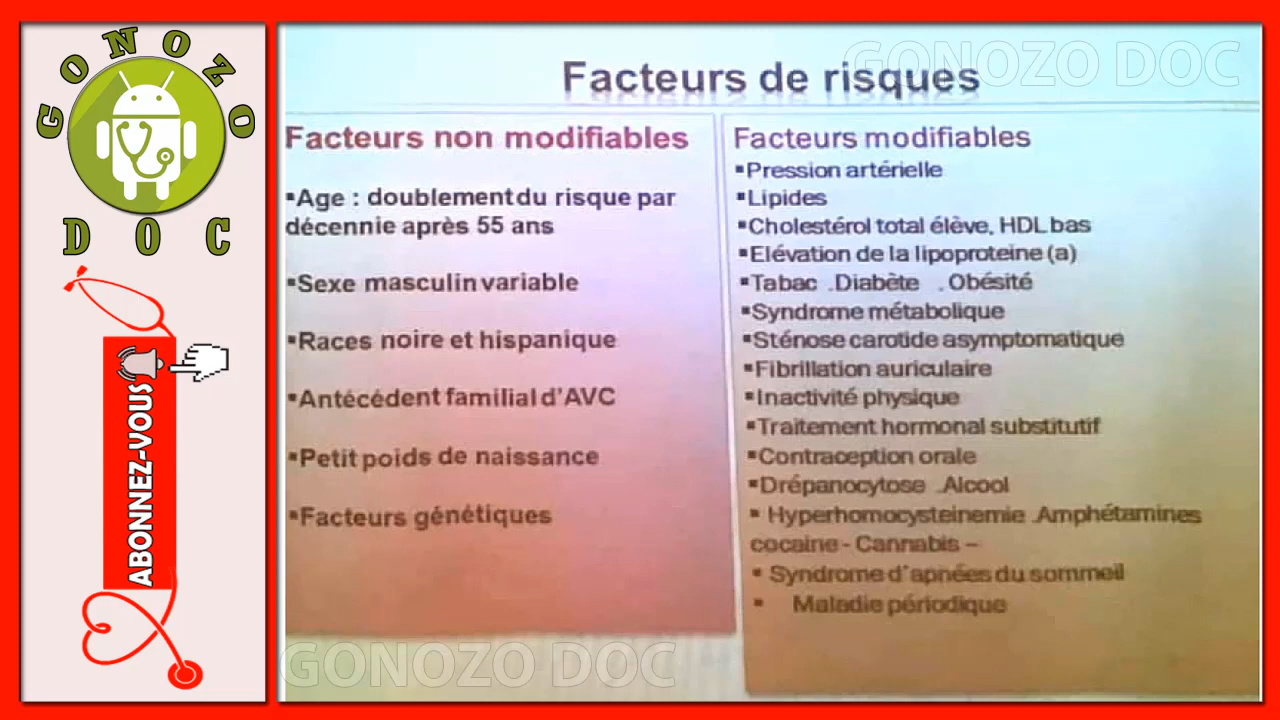 GONOZO
DOC
ABONNEZ-VOUS
GONOZO DOC
Facteurs de risques
Facteurs non modifiables
▪Age : doublement du risque par
décennie après 55 ans
▪Sexe masculin variable
▪Races noire et hispanique
▪Antécédent familial d'AVC
▪Petit poids de naissance
▪Facteurs génétiques
Facteurs modifiables
▪Pression artérielle
▪Lipides
▪Cholestérol total élève, HDL bas
▪Elévation de la lipoproteine (a)
▪Tabac .Diabète . Obésité
▪Syndrome métabolique
▪Sténose carotide asymptomatique
▪Fibrillation auriculaire
▪Inactivité physique
▪Traitement hormonal substitutif
▪Contraception orale
▪Drépanocytose .Alcool
▪ Hyperhomocysteinemie .Amphétamines
cocaine - Cannabis –
▪ Syndrome d'apnées du sommeil
▪ Maladie périodique
GONOZO DOC